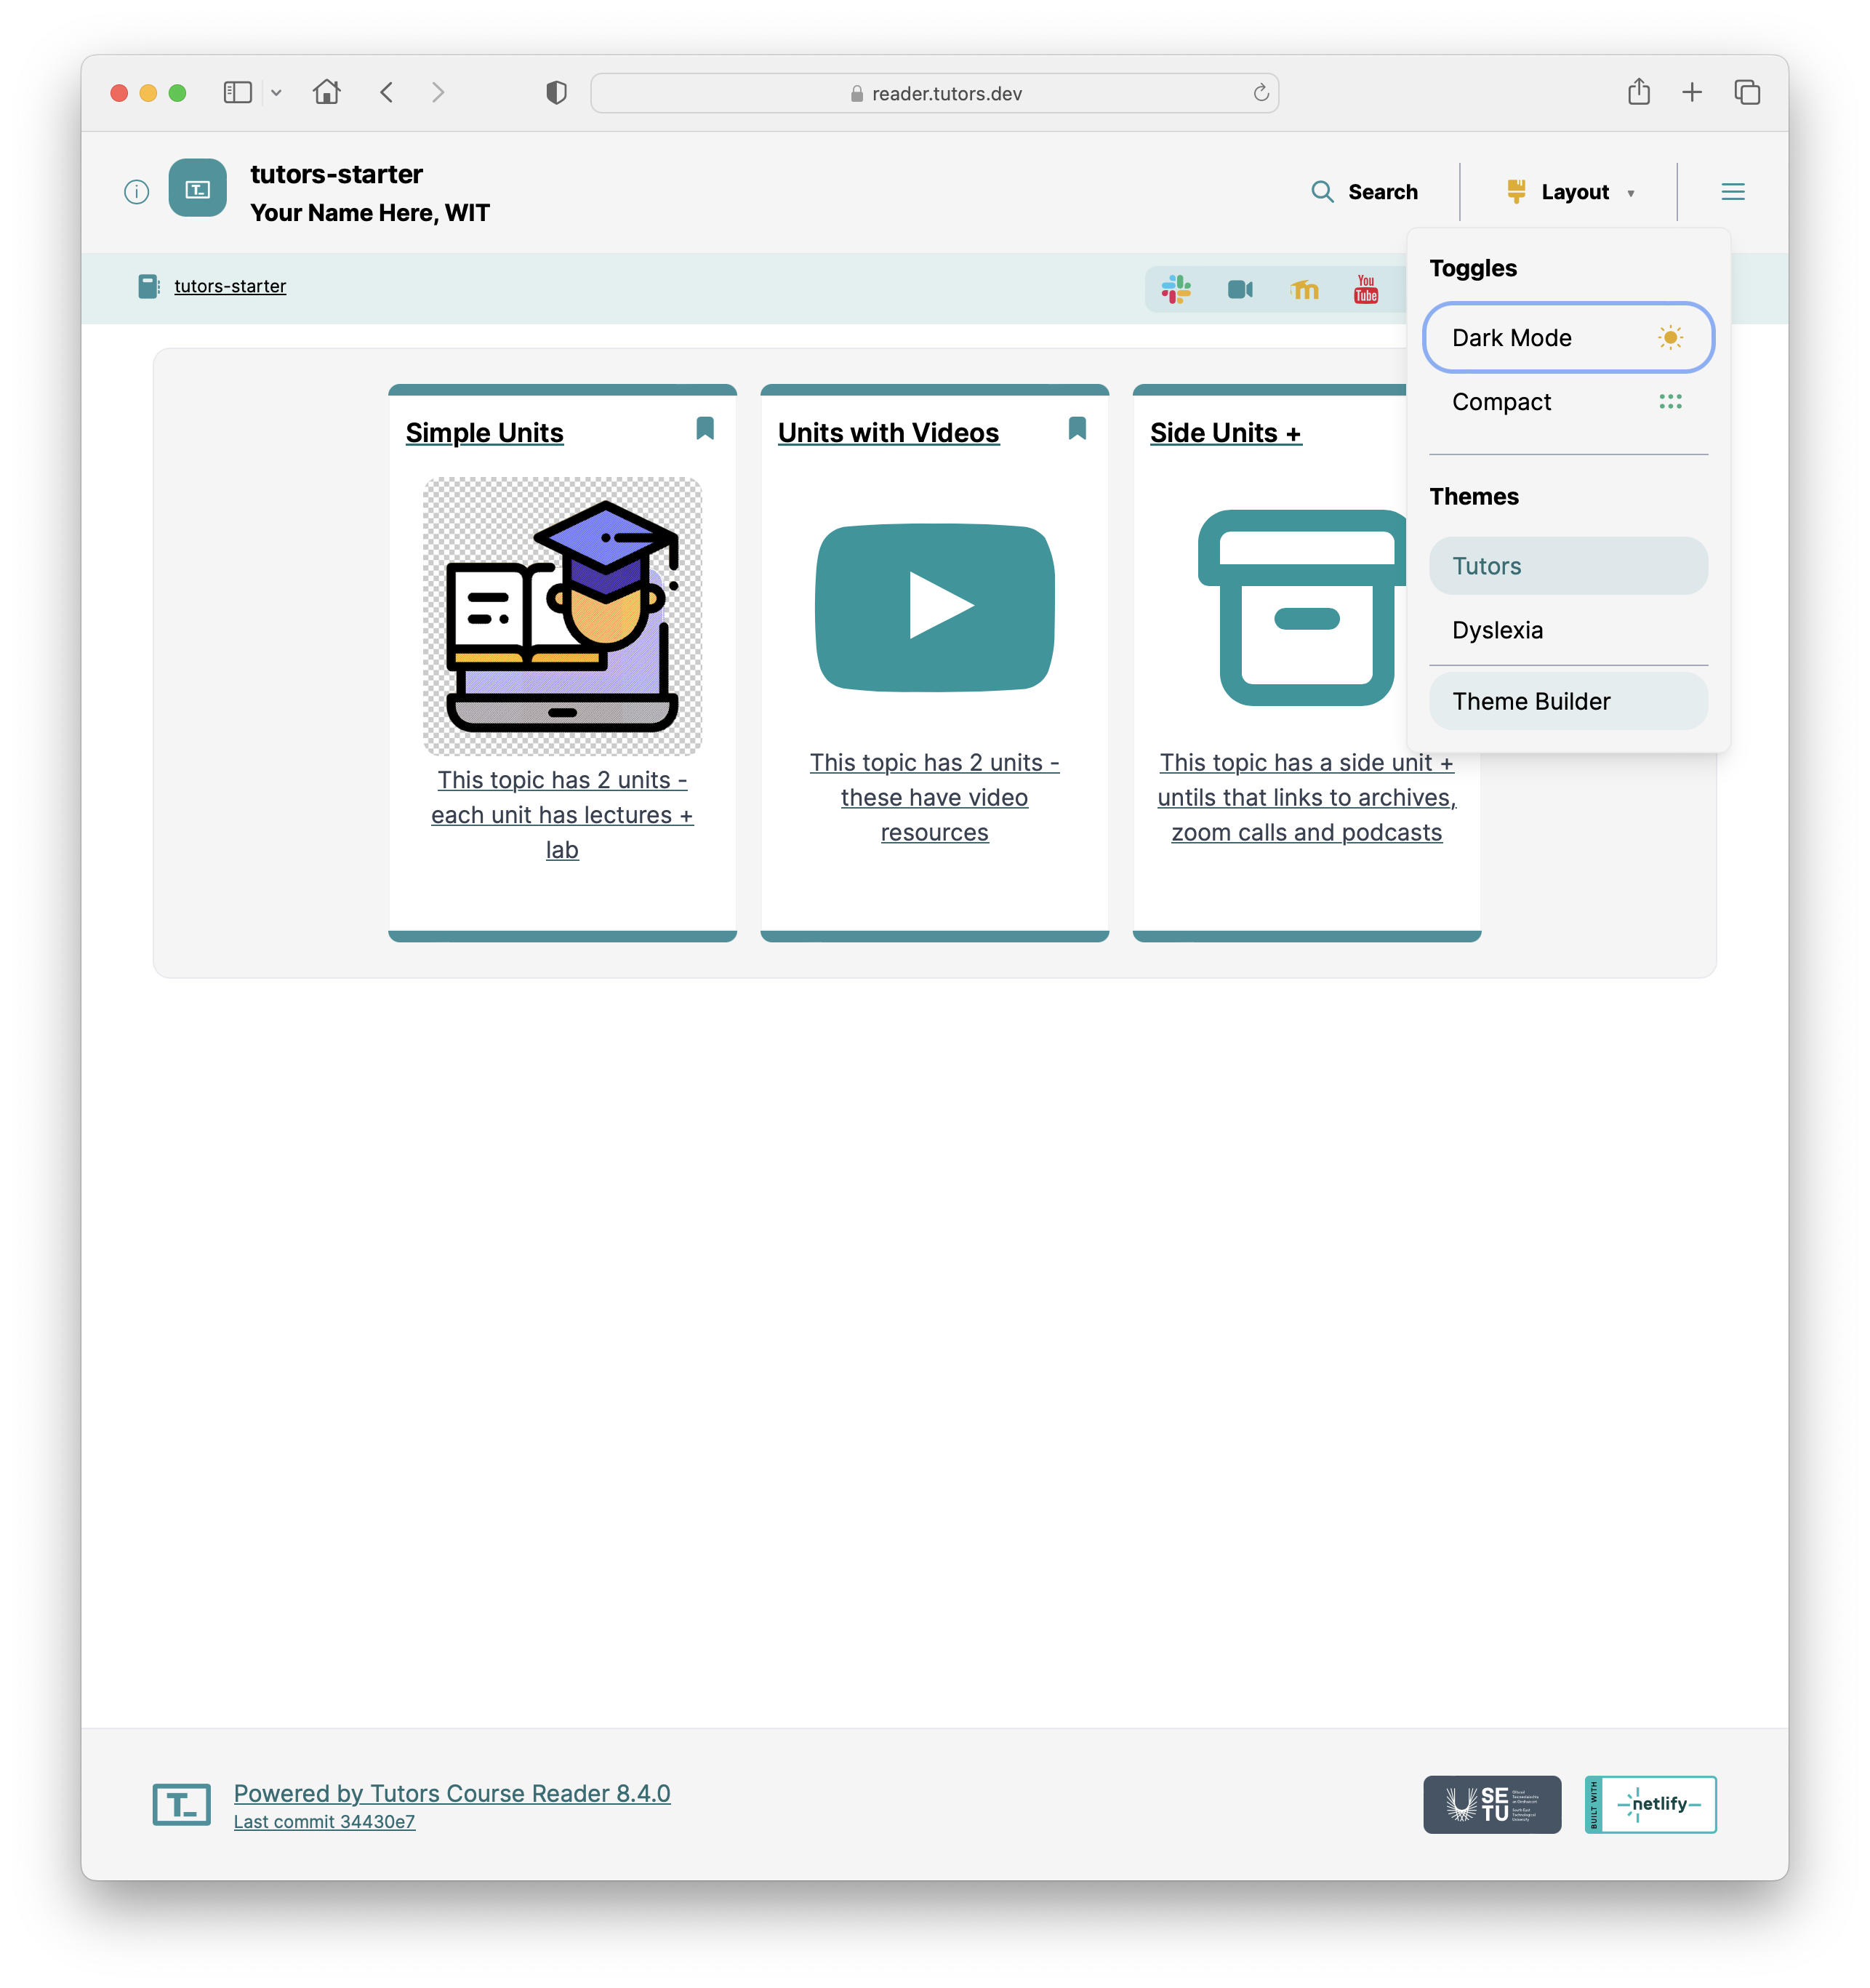 reader.tutors.dev
tutors-starter
Your Name Here, WIT
Search
Layout
tutors-starter
You
Tube
Toggles
Dark Mode
Compact
Themes
Tutors
Dyslexia
Theme Builder
Simple Units
This topic has 2 units -
each unit has lectures +
lab
Units with Videos
This topic has 2 units -
these have video
resources
Side Units +
This topic has a side unit +
untils that links to archives,
zoom calls and podcasts
Powered by Tutors Course Reader 8.4.0
Last commit 34430e7
SE
TU
BUILT WITH
netlify